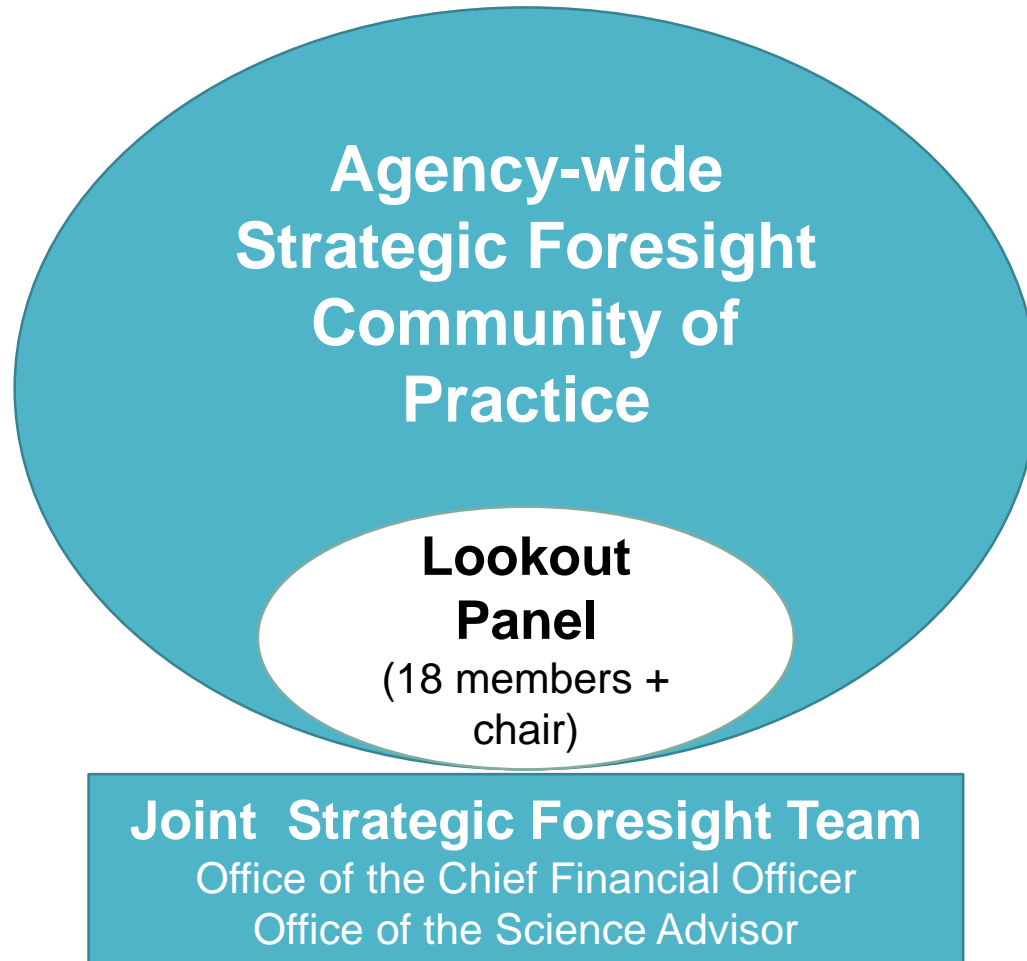 Agency-wide
Strategic Foresight
Community of
Practice
Lookout
Panel
(18 members +
chair)
Joint  Strategic Foresight Team
Office of the Chief Financial Officer
Office of the Science Advisor